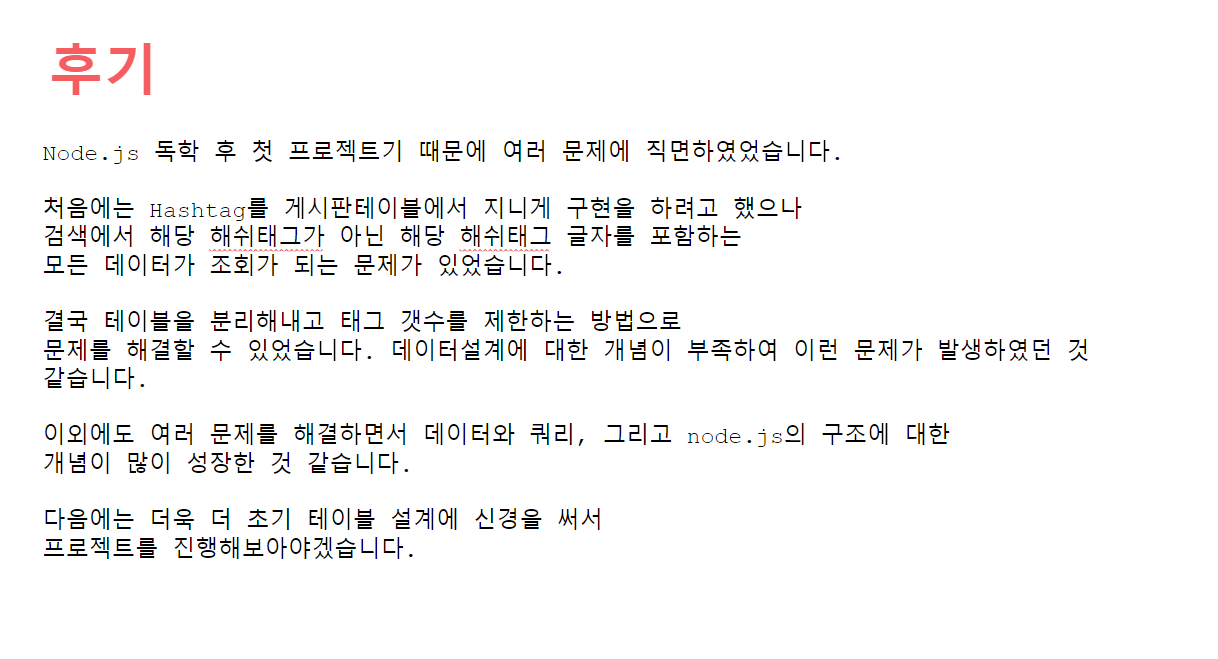 후기
Node.js 독학 후 첫 프로젝트기 때문에 여러 문제에 직면하였었습니다.
처음에는 Hashtag를 게시판테이블에서 지니게 구현을 하려고 했으나
검색에서 해당 해쉬태그가 아닌 해당 해쉬태그 글자를 포함하는
모든 데이터가 조회가 되는 문제가 있었습니다.
결국 테이블을 분리해내고 태그 갯수를 제한하는 방법으로
문제를 해결할 수 있었습니다. 데이터설계에 대한 개념이 부족하여 이런 문제가 발생하였던 것
같습니다.
이외에도 여러 문제를 해결하면서 데이터와 쿼리, 그리고 node.js의 구조에 대한
개념이 많이 성장한 것 같습니다.
다음에는 더욱 더 초기 테이블 설계에 신경을 써서
프로젝트를 진행해보아야겠습니다.